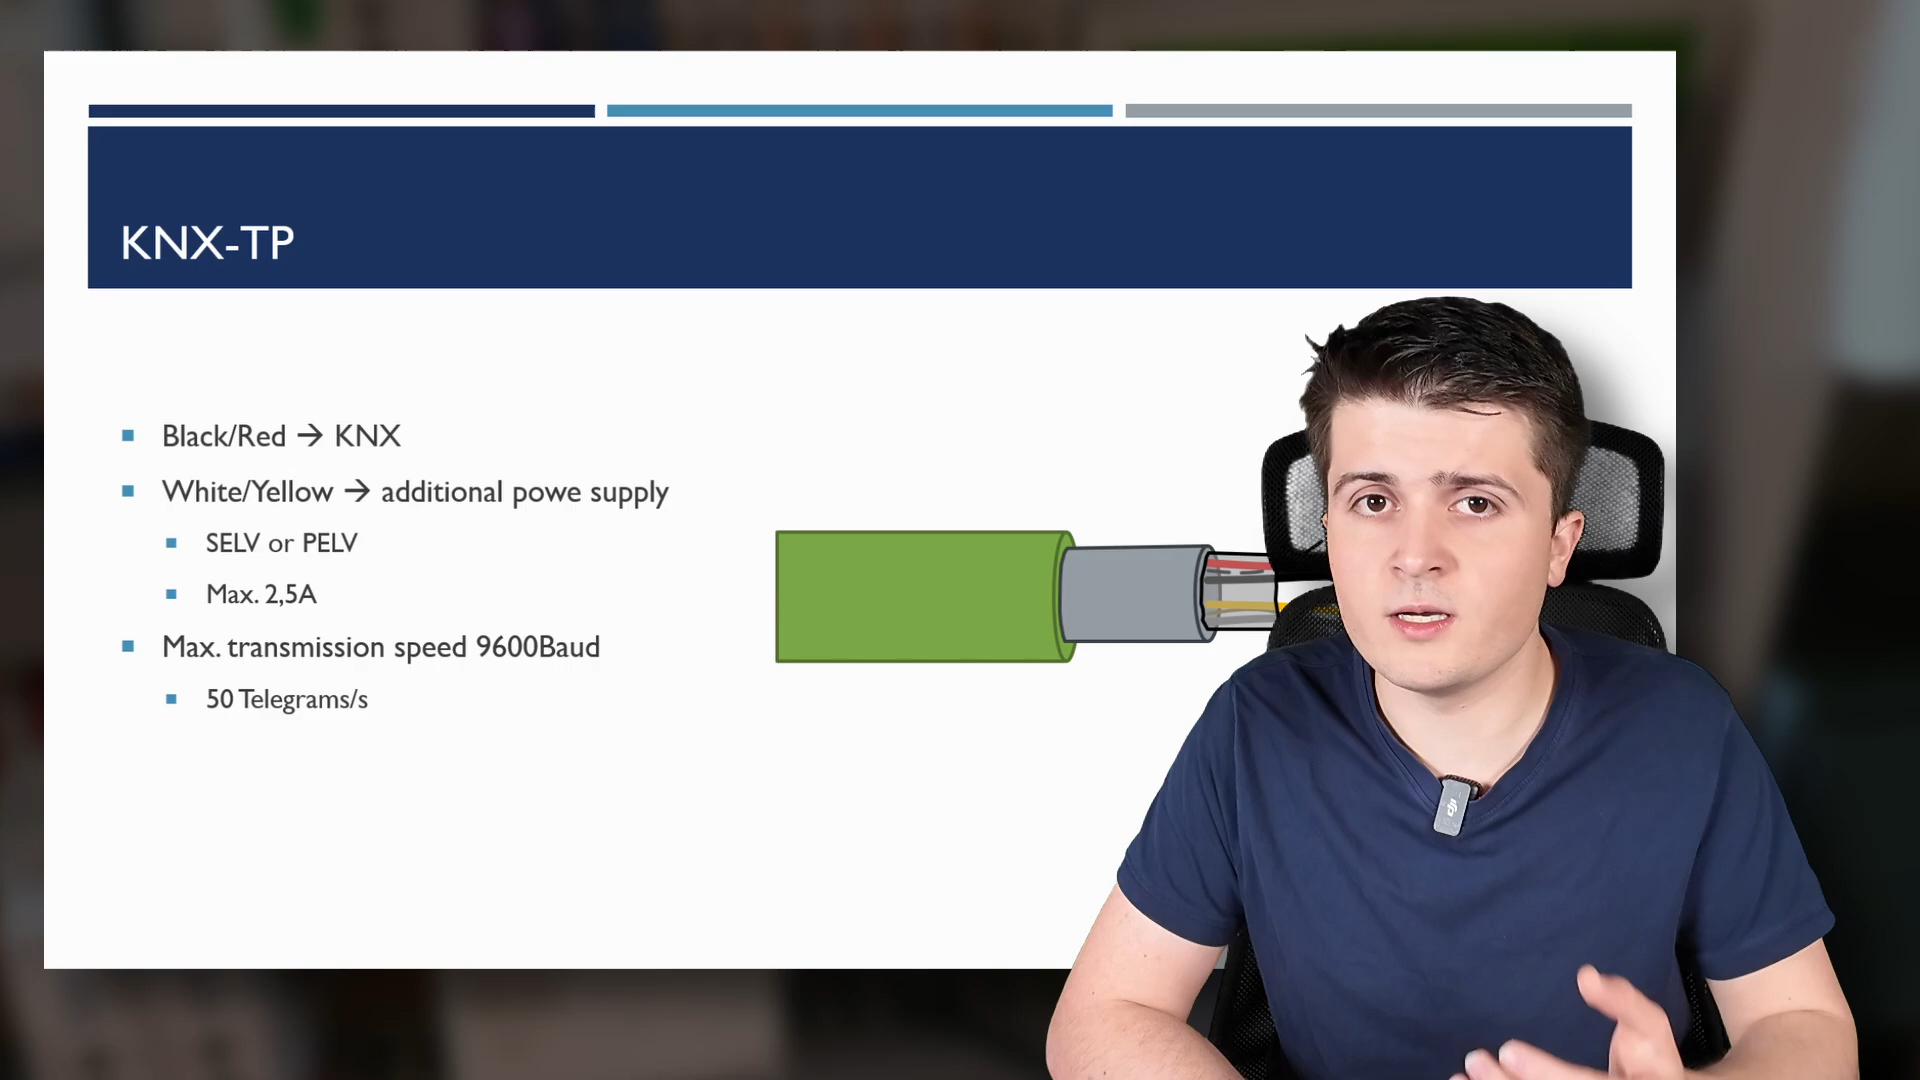 KNX-TP
Black/Red → KNX
White/Yellow → additional powe supply
SELV or PELV
Max. 2,5A
Max. transmission speed 9600Baud
50 Telegrams/s
dji